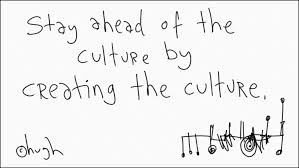 Stay ahead of the
culture by
creating the culture.
@hugh